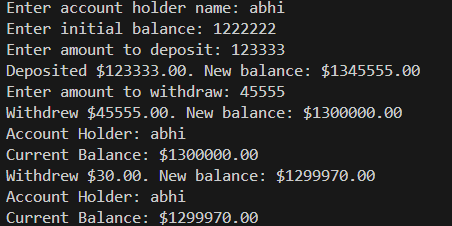 Enter account holder name: abhi
Enter initial balance: 1222222
Enter amount to deposit: 123333
Deposited $123333.00. New balance: $1345555.00
Enter amount to withdraw: 45555
Withdrew $45555.00. New balance: $1300000.00
Account Holder: abhi
Current Balance: $1300000.00
Withdrew $30.00. New balance: $1299970.00
Account Holder: abhi
Current Balance: $1299970.00